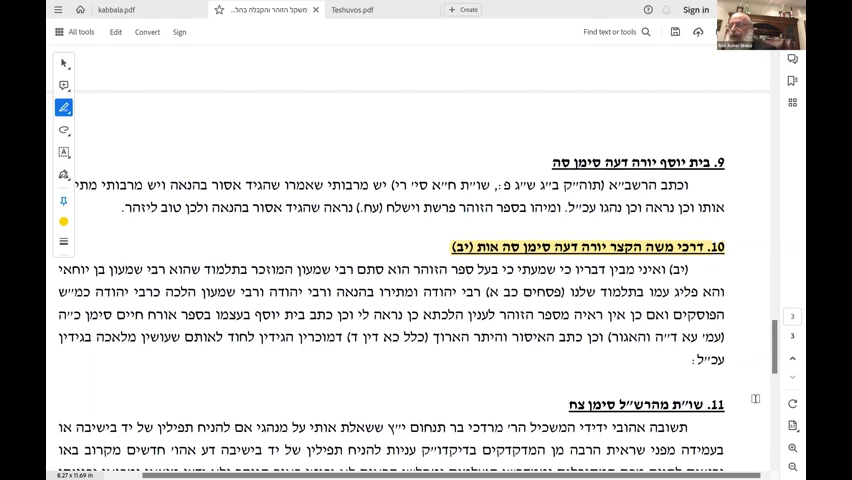 kabbala.pdf
משקל הזוהר והקבלה בהל...
Teshuvos.pdf
Create
Sign in
All tools Edit Convert Sign
Find text or tools
Rav Asher Weiss
9. בית יוסף יורה דעה סימן סה
וכתב הרשב״א (תוה״ק ב״ג ש״ג פ:, שו״ת ח״א סי׳ רי) יש מרבותי שאמרו שהגיד אסור בהנאה ויש מרבותי
אותו וכן נראה וכן נהגו עכ״ל. ומיהו בספר הזוהר פרשת וישלח (עח.) נראה שהגיד אסור בהנאה ולכן טוב ליזהר.
10. דרכי משה הקצר יורה דעה סימן סה אות (יב)
(יב) ואיני מבין דבריו כי שמעתי כי בעל ספר הזוהר הוא סתם רבי שמעון המוזכר בתלמוד שהוא רבי שמעון בן יוחאי
והא פליג עמו בתלמוד שלנו (פסחים כב א) רבי יהודה ומתירו בהנאה ורבי יהודה ורבי שמעון הלכה כרבי יהודה כמ״ש
הפוסקים ואם כן אין ראיה מספר הזוהר לענין הלכתא כן נראה לי וכן כתב בית יוסף בעצמו בספר אורח חיים סימן כ״ה
(עמ׳ עא ד״ה והאגור) וכן כתב האיסור והיתר הארוך (כלל כא דין ד) דמוכרין הגידין לחוד לאותם שעושין מלאכה בגידין
עכ״ל:
11. שו״ת מהרש״ל סימן צח
תשובה אהובי ידידי המשכיל הר׳ מרדכי בר תנחום י״ץ ששאלת אותי על מנהגי אם להניח תפילין של יד בישיבה או
בעמידה מפני שראית הרבה מן המדקדקים בדיקדו״ק עניות להניח תפילין של יד בישיבה דע אהו׳ חדשים מקרוב באו
3
3
8.27 x 11.69 in